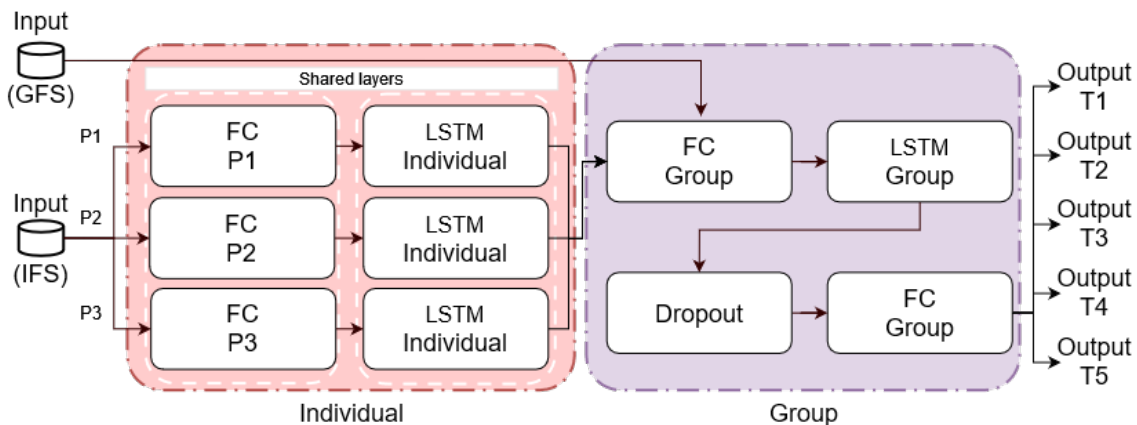 Input
(GFS)
Input
(IFS)
P1
P2
P3
Shared layers
FC
P1
LSTM
Individual
FC
P2
LSTM
Individual
FC
P3
LSTM
Individual
Individual
FC
Group
LSTM
Group
Dropout
FC
Group
Group
Output
T1
Output
T2
Output
T3
Output
T4
Output
T5